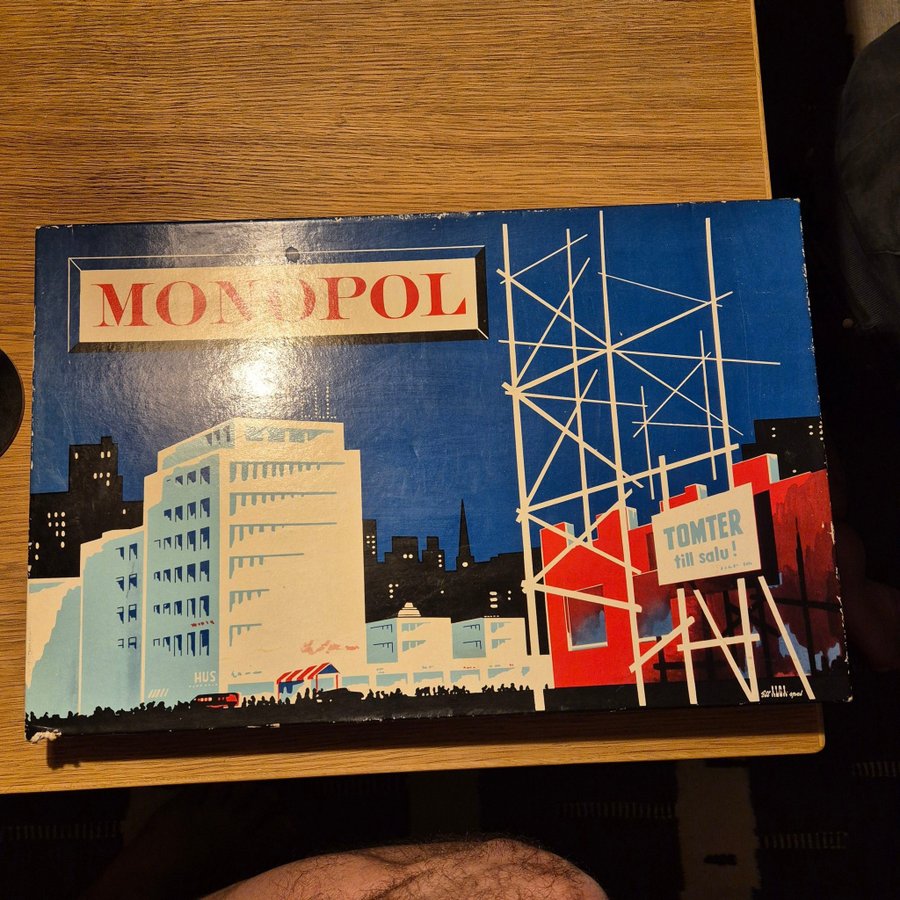 MONOPOL
TOMTER
till salu!
HUS